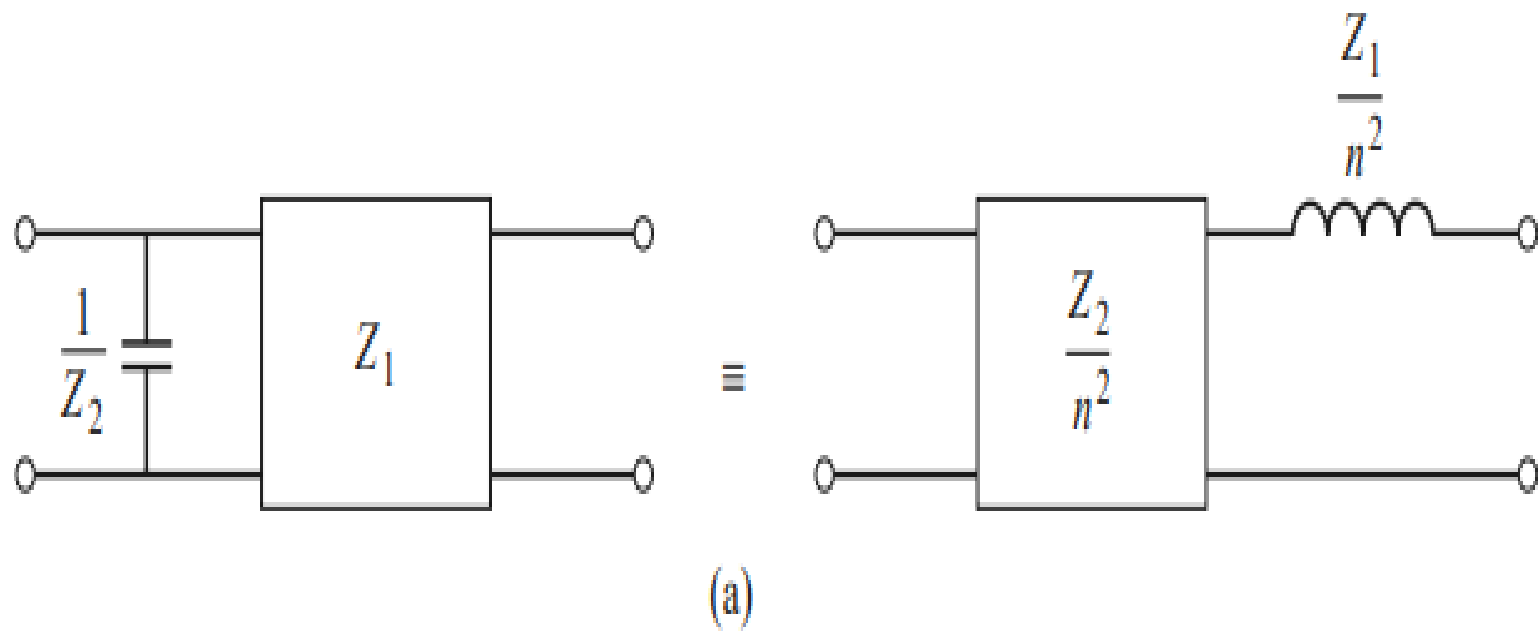 1/Z₂
Z₁
≡
Z₂/n²
Z₁/n²
(a)